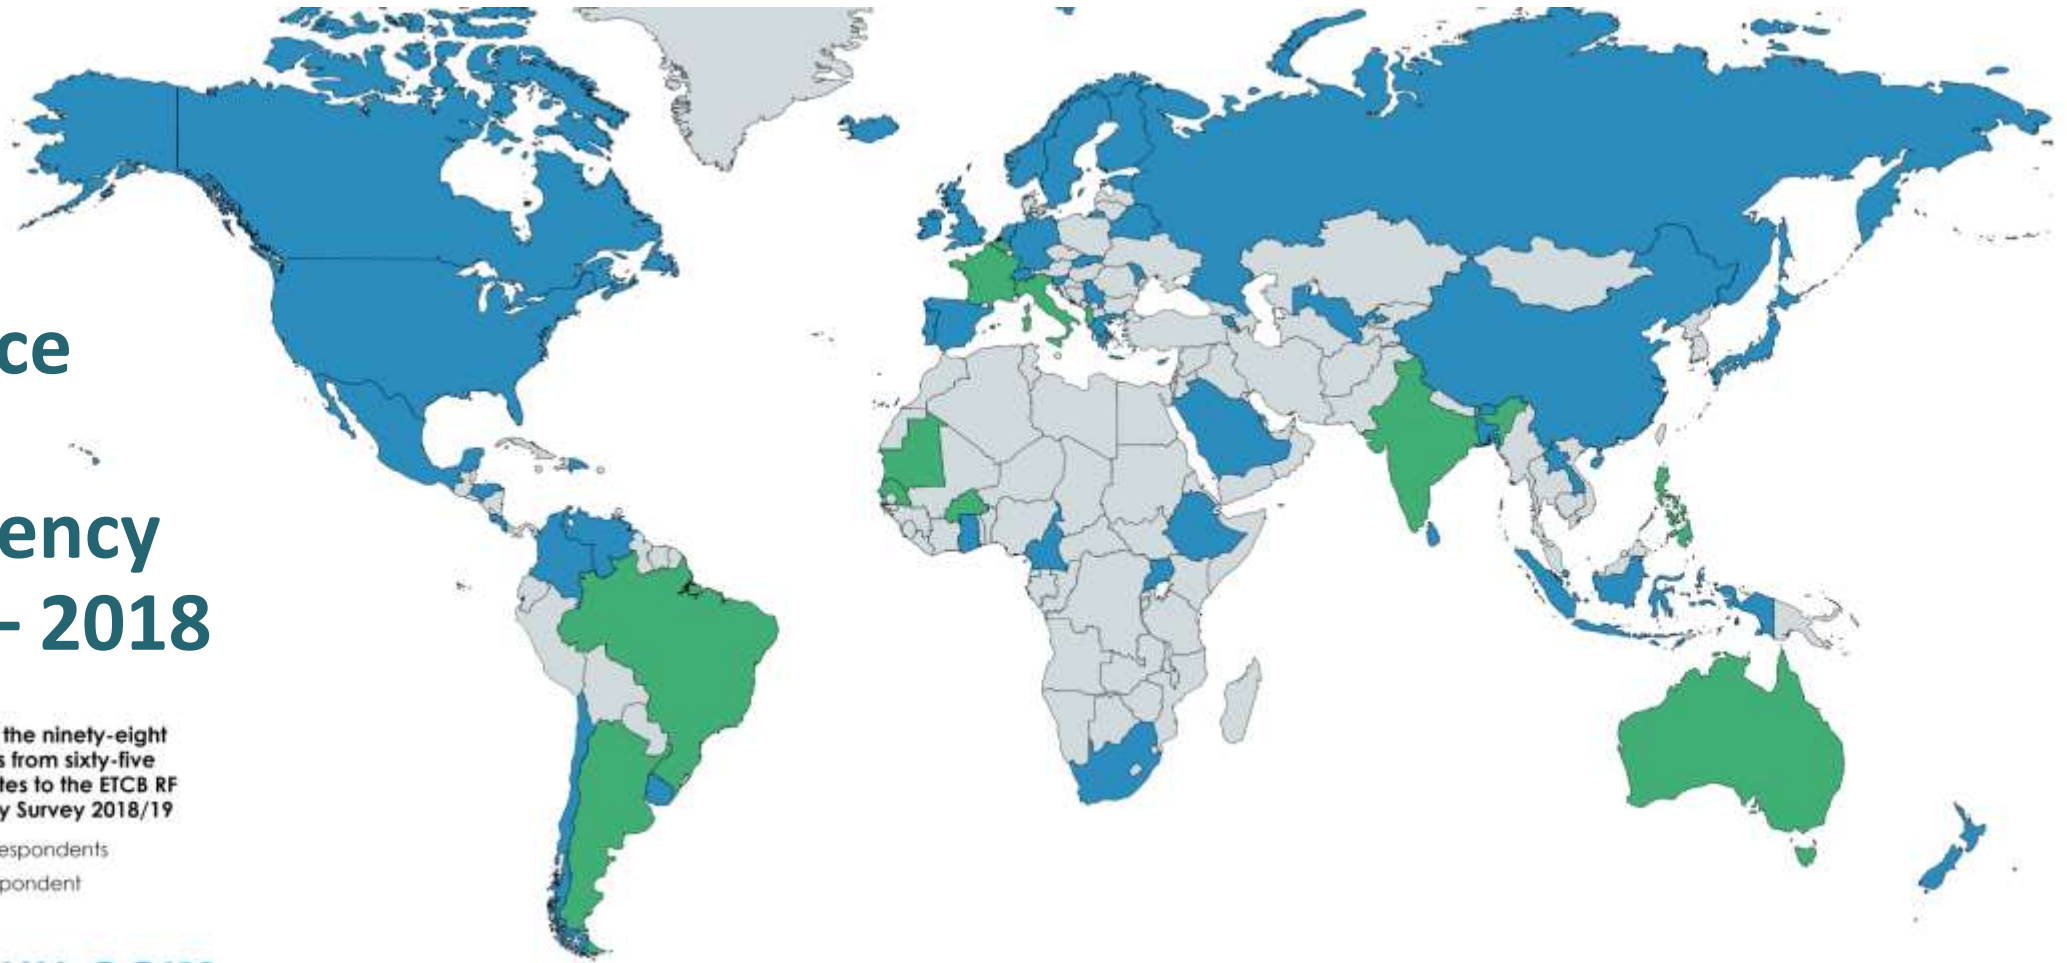 ce
ency
- 2018
the ninety-eight
s from sixty-five
tes to the ETCB RF
y Survey 2018/19
espondents
pondent